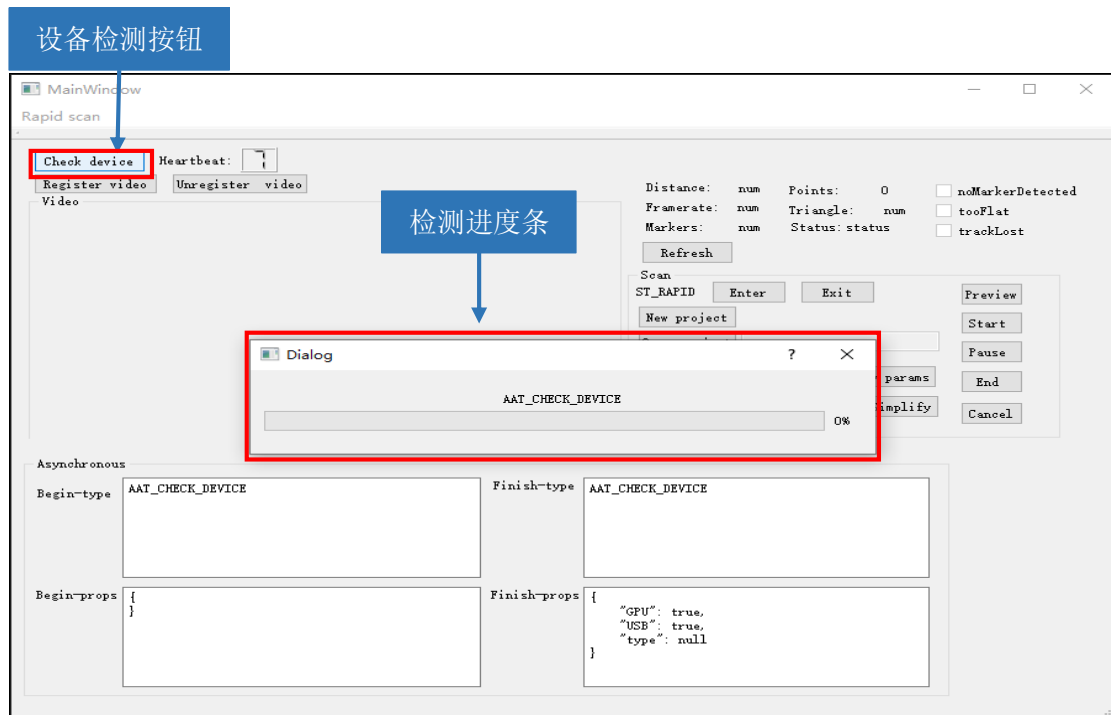 设备检测按钮
MainWindow
Rapid scan
Check device Heartbeat: 7
Register video Unregister video
Video
检测进度条
Distance: num Points: 0 noMarkerDetected
Framerate: num Triangle: num tooFlat
Markers: num Status: status trackLost
Refresh
Scan
ST_RAPID Enter Exit Preview
New project Start
Pause
params End
implify Cancel
Dialog ?
AAT_CHECK_DEVICE
0%
Asynchronous
Begin-type AAT_CHECK_DEVICE Finish-type AAT_CHECK_DEVICE
Begin-props { Finish-props {
} "GPU": true,
"USB": true,
"type": null
}